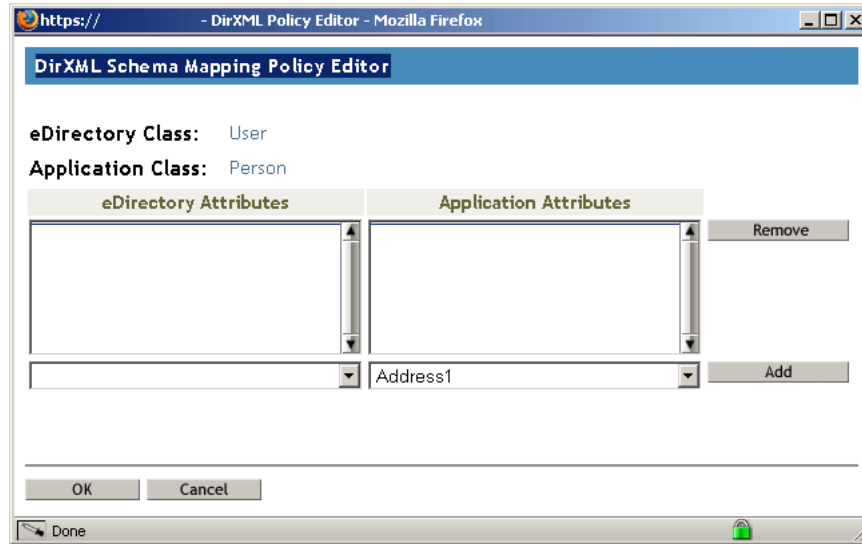 https:// - DirXML Policy Editor - Mozilla Firefox
DirXML Schema Mapping Policy Editor
eDirectory Class: User
Application Class: Person
eDirectory Attributes Application Attributes
Remove
Address1 Add
OK Cancel
Done